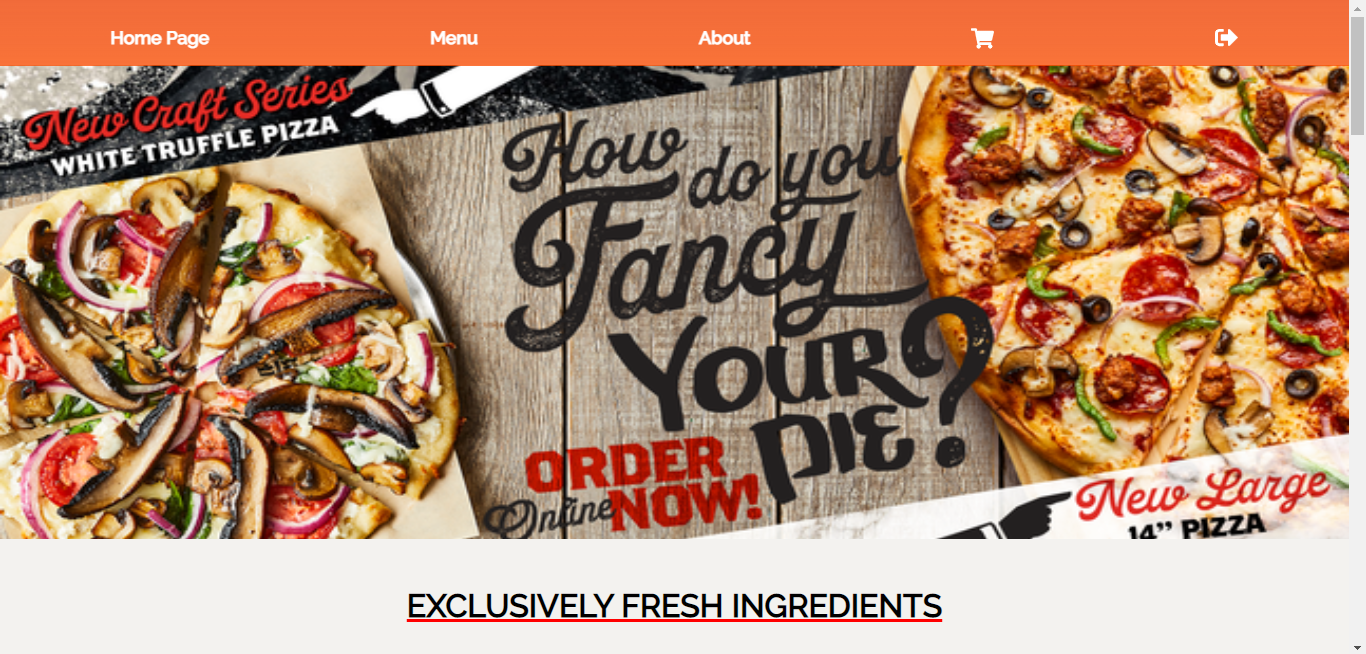 Home Page Menu About
New Craft Series
WHITE TRUFFLE PIZZA
How do you
Fancy
YOUR
PIE?
ORDER
Online NOW!
New Large
14” PIZZA
EXCLUSIVELY FRESH INGREDIENTS